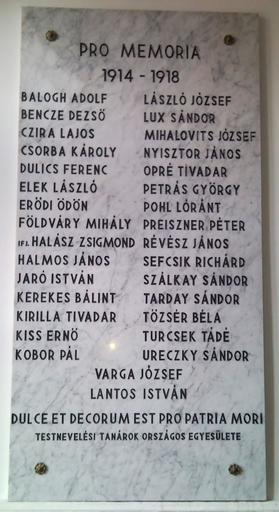 PRO MEMORIA
1914 - 1918
BALOGH ADOLF
BENCZE DEZSŐ
CZIRA LAJOS
CSORBA KÁROLY
DULICS FERENC
ELEK LÁSZLÓ
ERŐDI ÖDÖN
FÖLDVÁRY MIHÁLY
IFJ. HALÁSZ ZSIGMOND
HALMOS JÁNOS
JARÓ ISTVÁN
KEREKES BÁLINT
KIRILLA TIVADAR
KISS ERNŐ
KOBOR PÁL
LÁSZLÓ JÓZSEF
LUX SÁNDOR
MIHALOVITS JÓZSEF
NYISZTOR JÁNOS
OPRÉ TIVADAR
PETRÁS GYÖRGY
POHL LÓRÁNT
PREISZNER PÉTER
RÉVÉSZ JÁNOS
SEFCSIK RICHÁRD
SZÁLKAY SÁNDOR
TARDAY SÁNDOR
TŐZSÉR BÉLA
TURCSEK TÁDÉ
URECZKY SÁNDOR
VARGA JÓZSEF
LANTOS ISTVÁN
DULCE ET DECORUM EST PRO PATRIA MORI
TESTNEVELÉSI TANÁROK ORSZÁGOS EGYESÜLETE